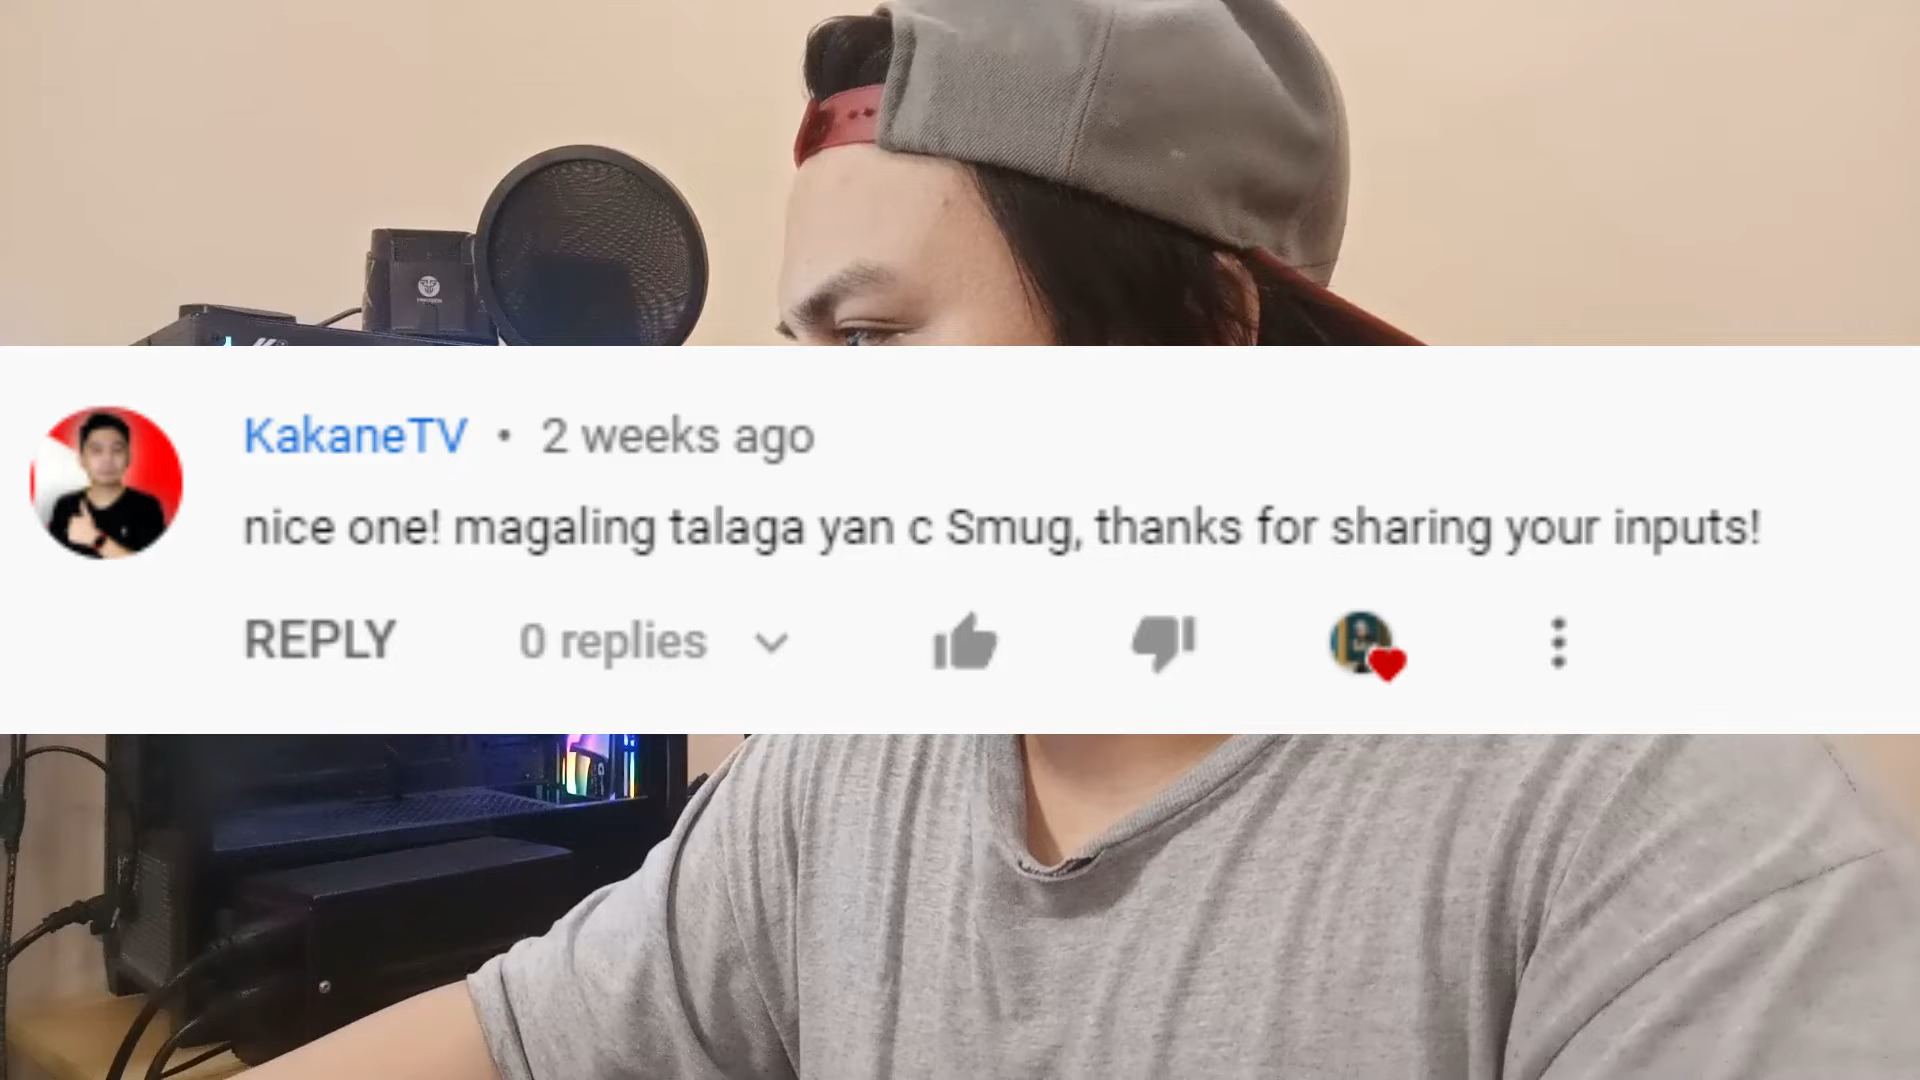 KakaneTV • 2 weeks ago
nice one! magaling talaga yan c Smug, thanks for sharing your inputs!
REPLY 0 replies